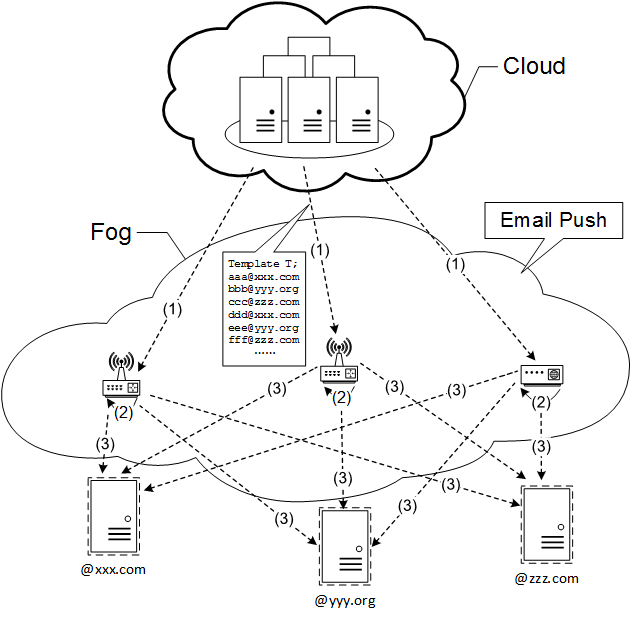 Cloud
Email Push
Fog
(1)
(1)
(1)
Template T;
aaa@xxx.com
bbb@yyy.org
ccc@zzz.com
ddd@xxx.com
eee@yyy.org
fff@zzz.com
......
(3)
(3)
(3)
(2)
(2)
(2)
(3)
(3)
(3)
(3)
(3)
(3)
@xxx.com
@yyy.org
@zzz.com